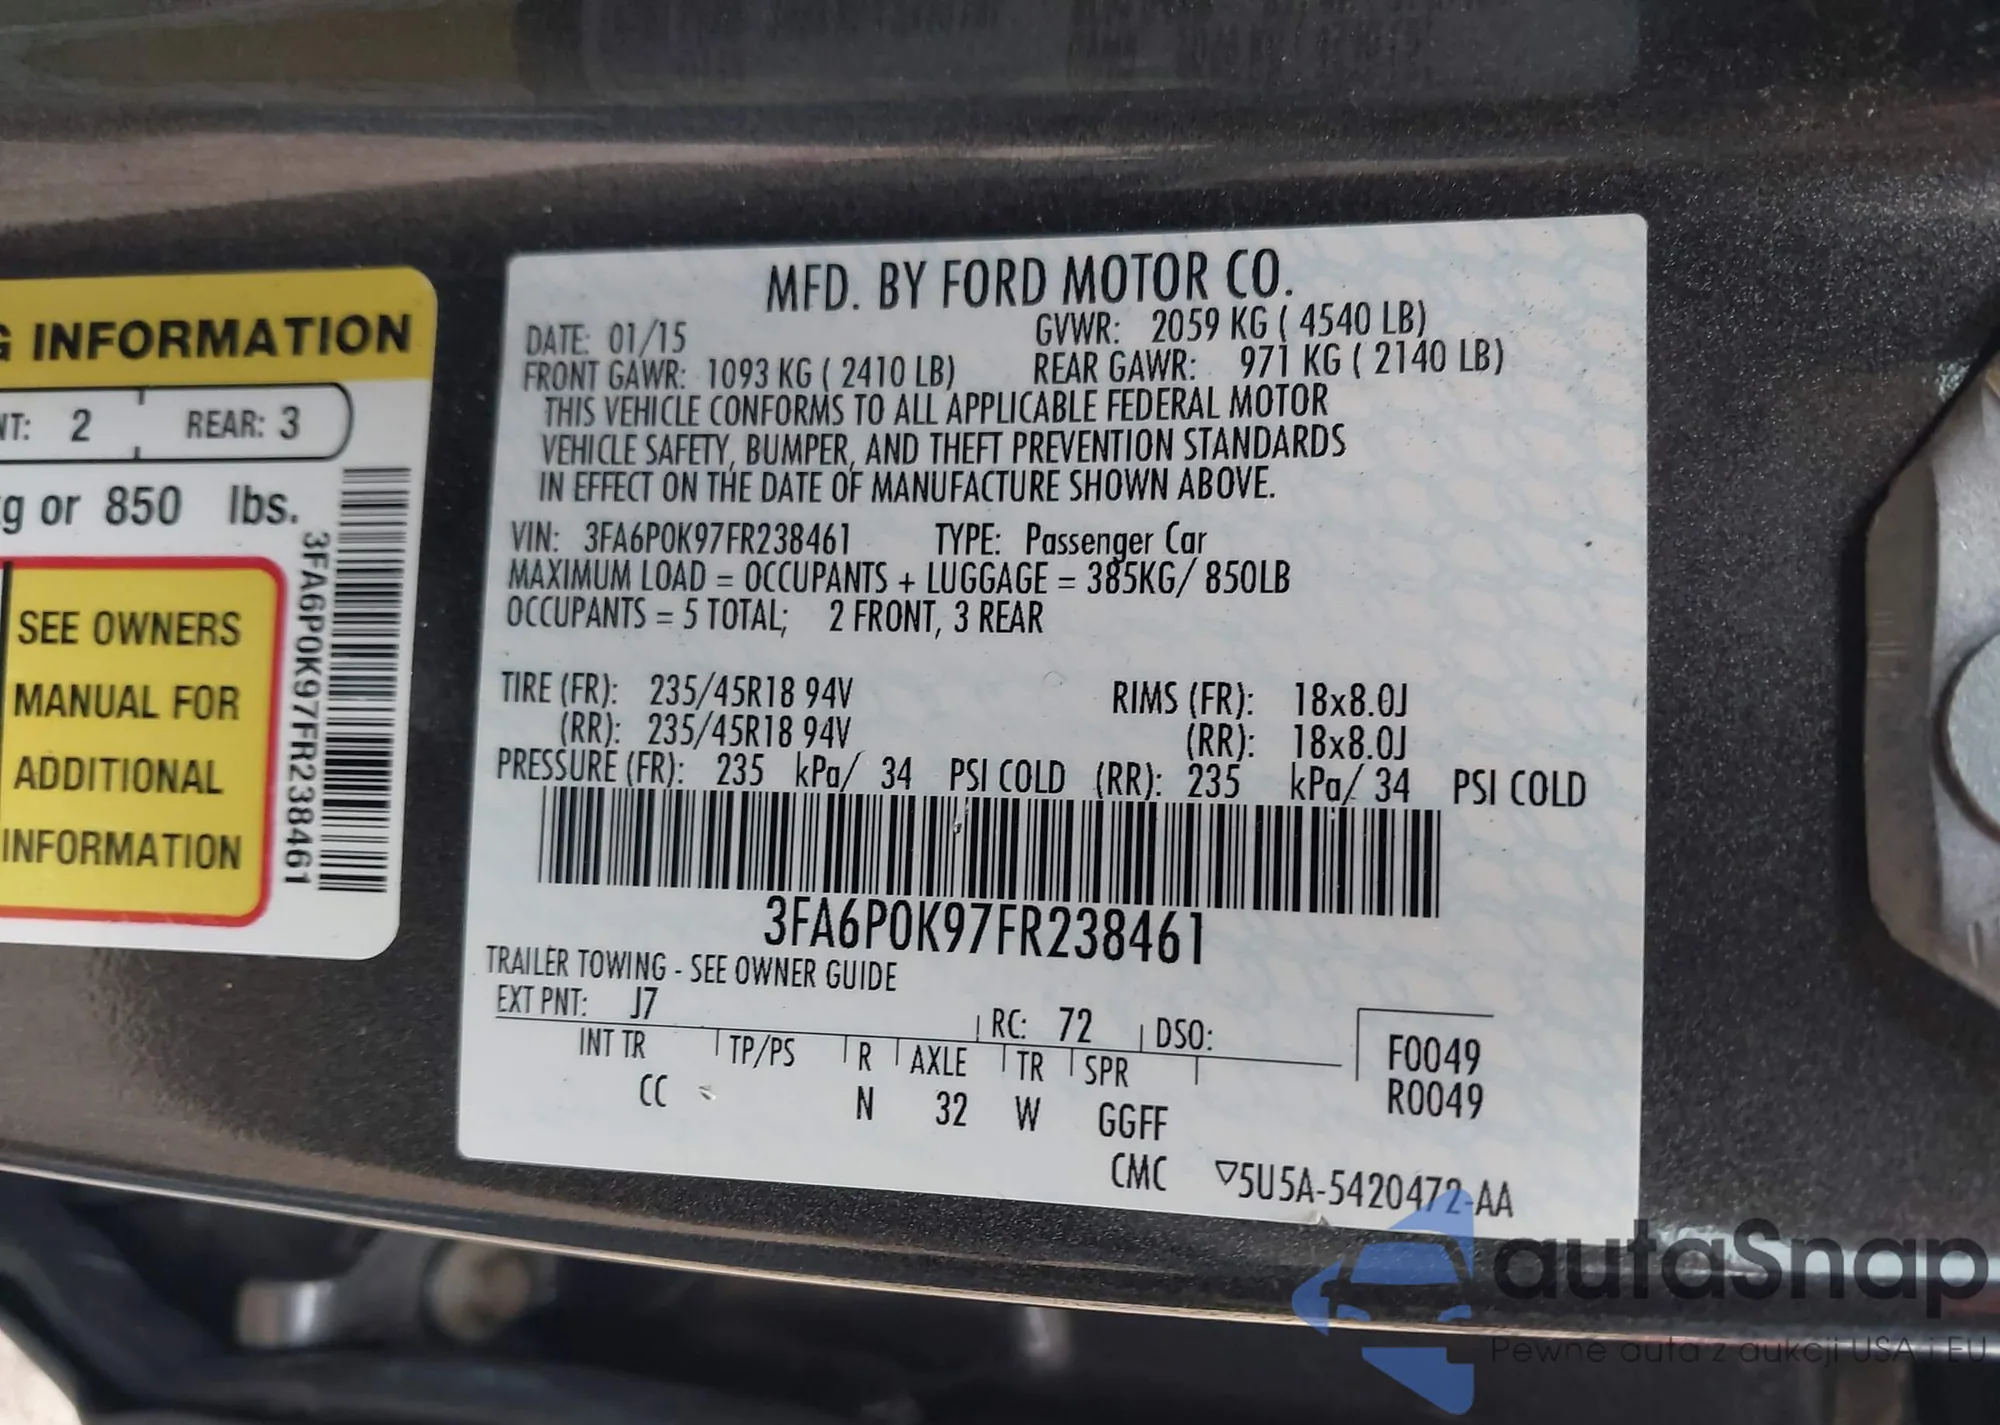 G INFORMATION
NT: 2 REAR: 3
kg or 850 lbs.
3FA6P0K97FR238461
SEE OWNERS
MANUAL FOR
ADDITIONAL
INFORMATION
MFD. BY FORD MOTOR CO.
DATE: 01/15 GVWR: 2059 KG ( 4540 LB)
FRONT GAWR: 1093 KG ( 2410 LB) REAR GAWR: 971 KG ( 2140 LB)
THIS VEHICLE CONFORMS TO ALL APPLICABLE FEDERAL MOTOR
VEHICLE SAFETY, BUMPER, AND THEFT PREVENTION STANDARDS
IN EFFECT ON THE DATE OF MANUFACTURE SHOWN ABOVE.
VIN: 3FA6P0K97FR238461 TYPE: Passenger Car
MAXIMUM LOAD = OCCUPANTS + LUGGAGE = 385KG/ 850LB
OCCUPANTS = 5 TOTAL; 2 FRONT, 3 REAR
TIRE (FR): 235/45R18 94V RIMS (FR): 18x8.0J
(RR): 235/45R18 94V (RR): 18x8.0J
PRESSURE (FR): 235 kPa/ 34 PSI COLD (RR): 235 kPa/ 34 PSI COLD
3FA6P0K97FR238461
TRAILER TOWING - SEE OWNER GUIDE
EXT PNT: J7 RC: 72 DSO:
INT TR TP/PS R AXLE TR SPR F0049
CC N 32 W GGFF R0049
CMC ▽5U5A-5420472-AA
autaSnap
Pewne auta z aukcji USA i EU